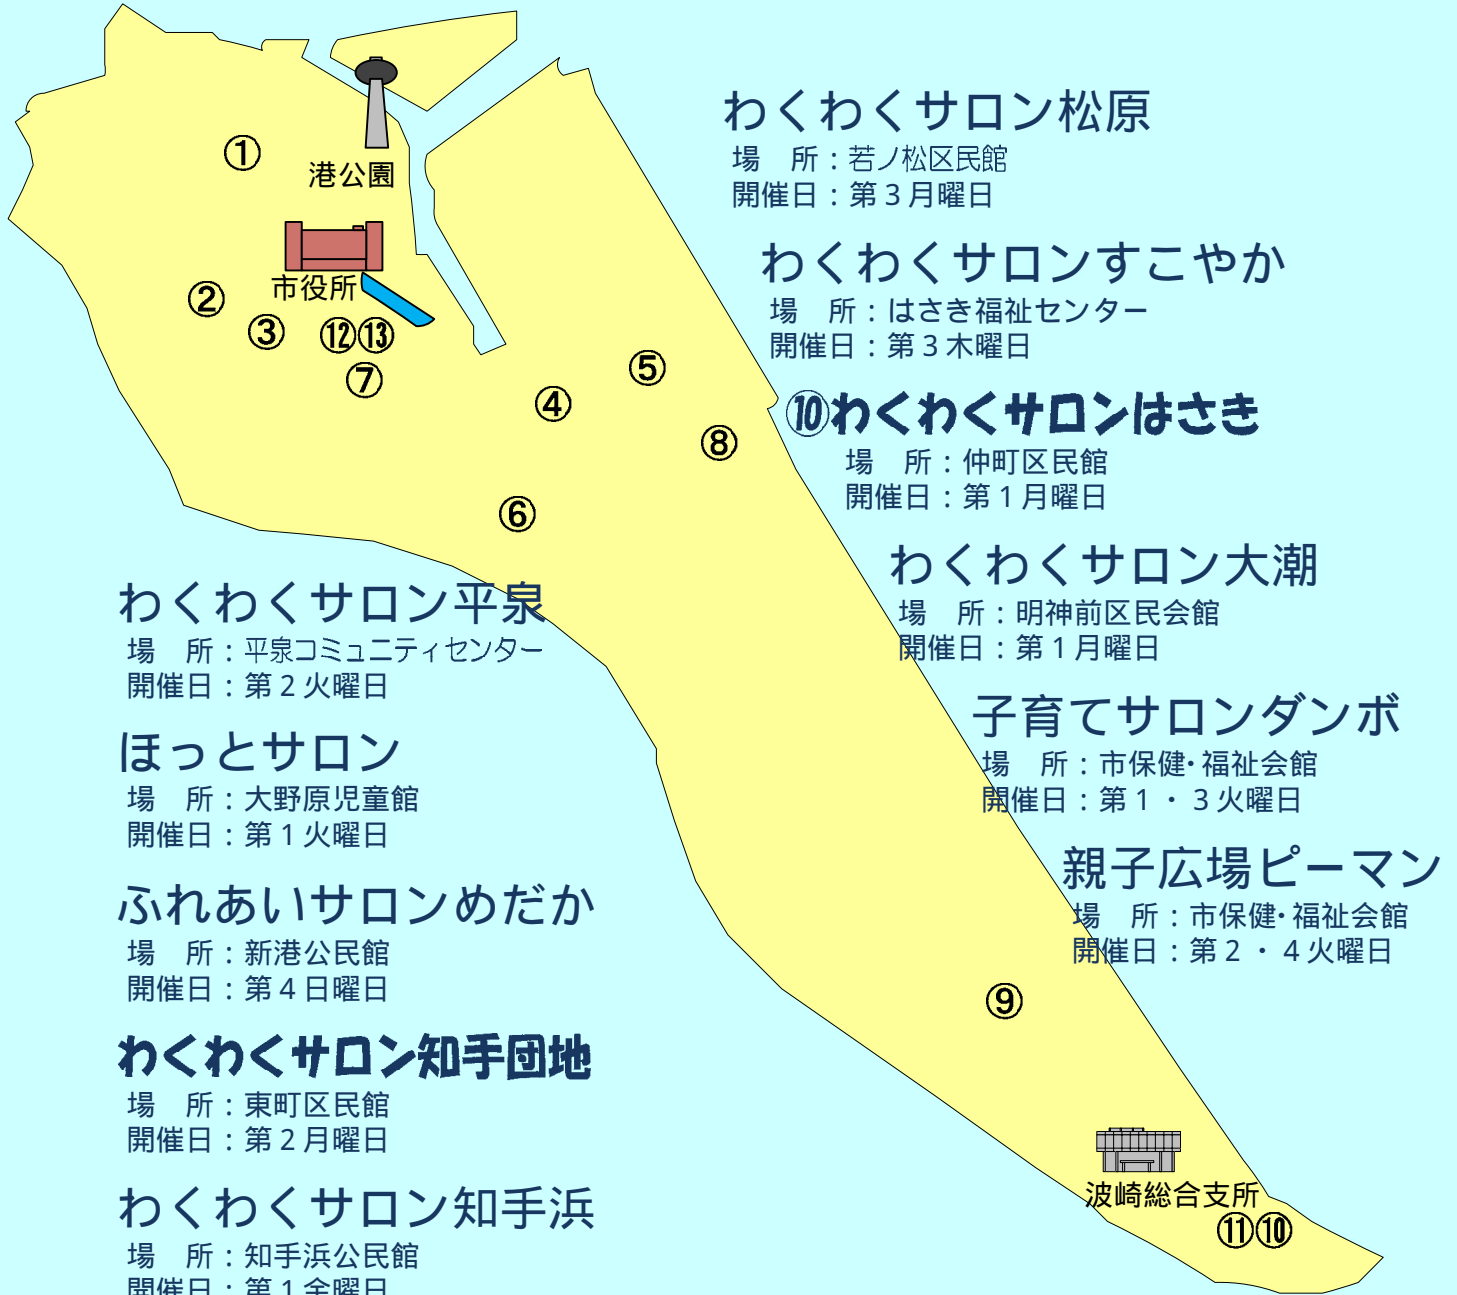 ①
港公園
市役所
②
③
⑫⑬
⑦
④
⑤
⑧
⑥
⑨
波崎総合支所
⑪⑩
わくわくサロン平泉
場　所：平泉コミュニティセンター
開催日：第２火曜日
ほっとサロン
場　所：大野原児童館
開催日：第１火曜日
ふれあいサロンめだか
場　所：新港公民館
開催日：第４日曜日
わくわくサロン知手団地
場　所：東町区民館
開催日：第２月曜日
わくわくサロン知手浜
場　所：知手浜公民館
開催日：第１金曜日
わくわくサロン松原
場　所：若ノ松区民館
開催日：第３月曜日
わくわくサロンすこやか
場　所：はさき福祉センター
開催日：第３木曜日
⑩わくわくサロンはさき
場　所：仲町区民館
開催日：第１月曜日
わくわくサロン大潮
場　所：明神前区民会館
開催日：第１月曜日
子育てサロンダンボ
場　所：市保健･福祉会館
開催日：第１・３火曜日
親子広場ピーマン
場　所：市保健･福祉会館
開催日：第２・４火曜日